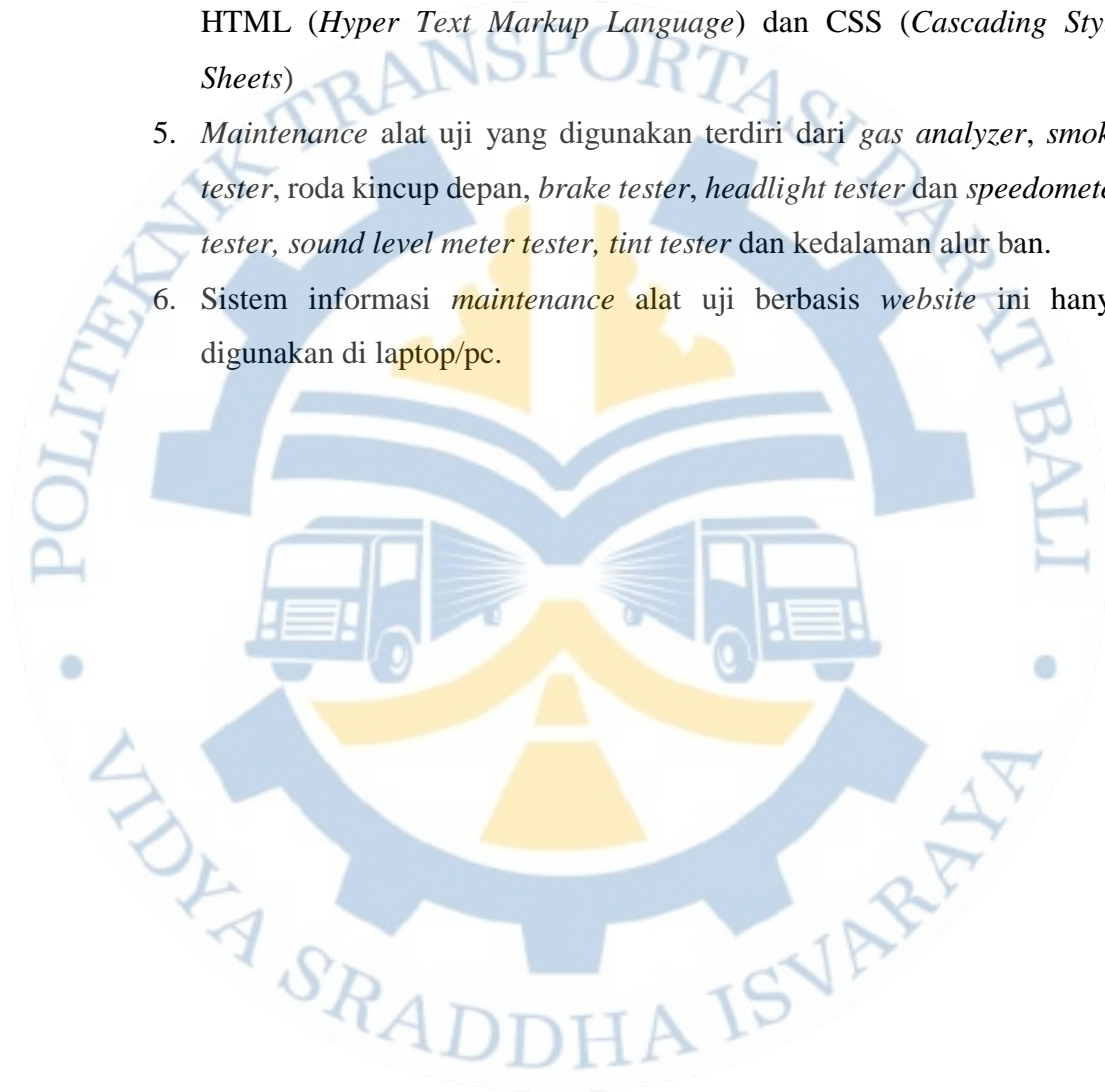 HTML (Hyper Text Markup Language) dan CSS (Cascading Sty
Sheets)
5. Maintenance alat uji yang digunakan terdiri dari gas analyzer, smok
tester, roda kincup depan, brake tester, headlight tester dan speedomete
tester, sound level meter tester, tint tester dan kedalaman alur ban.
6. Sistem informasi maintenance alat uji berbasis website ini hany
digunakan di laptop/pc.
POLITEKNIK TRANSPORTASI DARAT BALI
VIDYA SRADDHA ISVARAYA